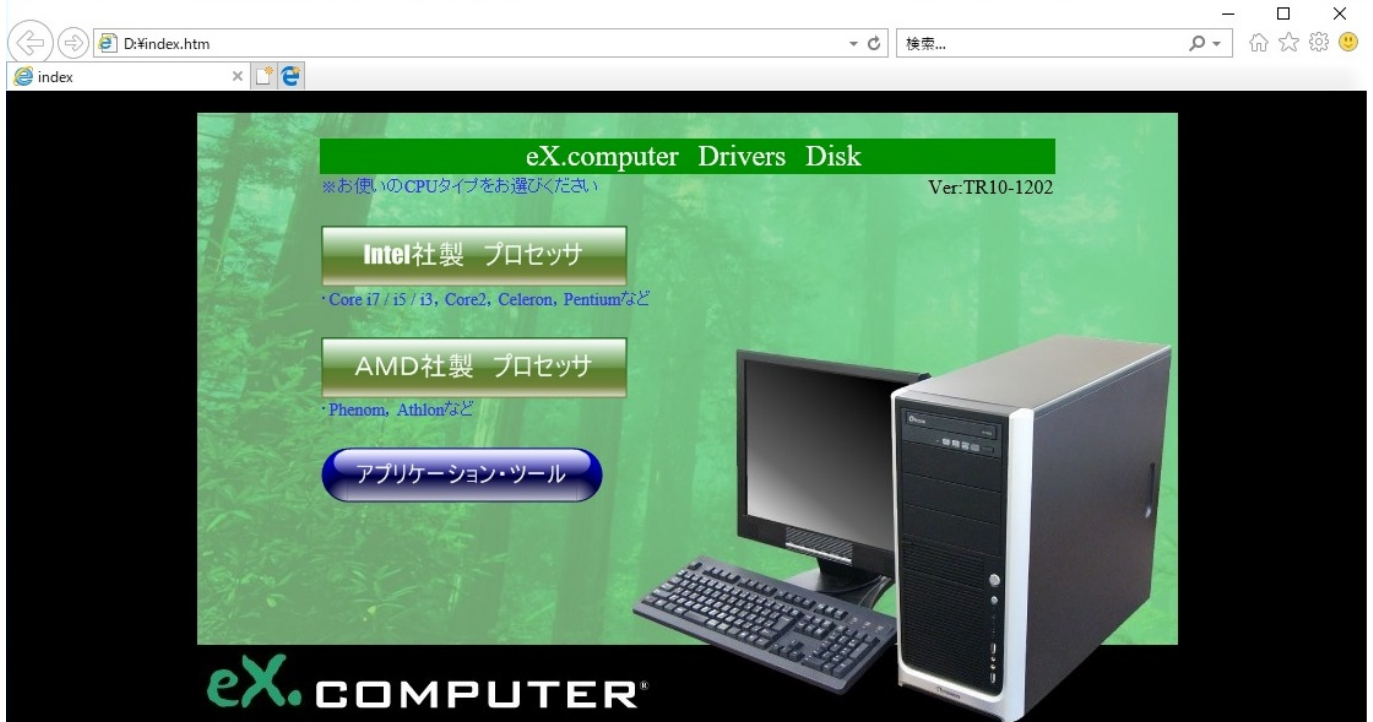 D:¥index.htm
検索...
index
eX.computer Drivers Disk
※お使いのCPUタイプをお選びください
Ver:TR10-1202
Intel社製 プロセッサ
・Core i7 / i5 / i3, Core2, Celeron, Pentiumなど
AMD社製 プロセッサ
・Phenom, Athlonなど
アプリケーション・ツール
eX.COMPUTER®